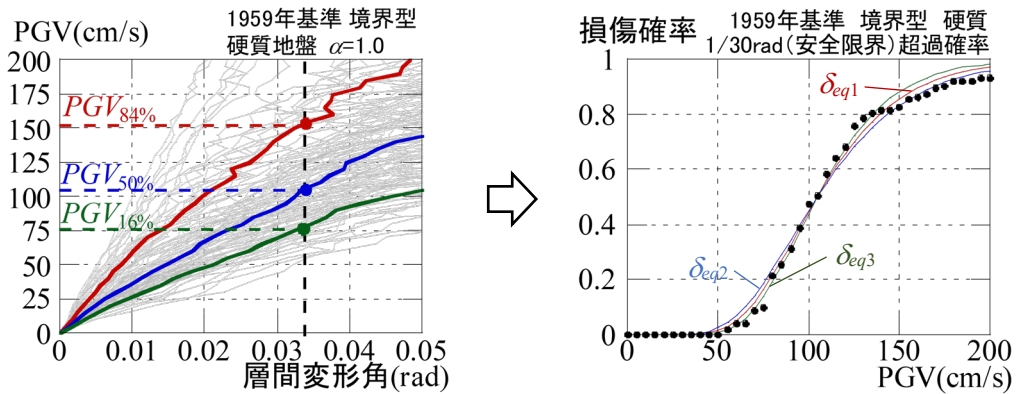 PGV(cm/s)
1959年基準 境界型
硬質地盤 α=1.0
200
175
150
125
100
75
50
25
0
PGV84%
PGV50%
PGV16%
0 0.01 0.02 0.03 0.04 0.05
層間変形角(rad)
損傷確率
1959年基準 境界型 硬質
1/30rad(安全限界)超過確率
1
0.8
0.6
0.4
0.2
0
δeq1
δeq2
δeq3
0 50 100 150 200
PGV(cm/s)